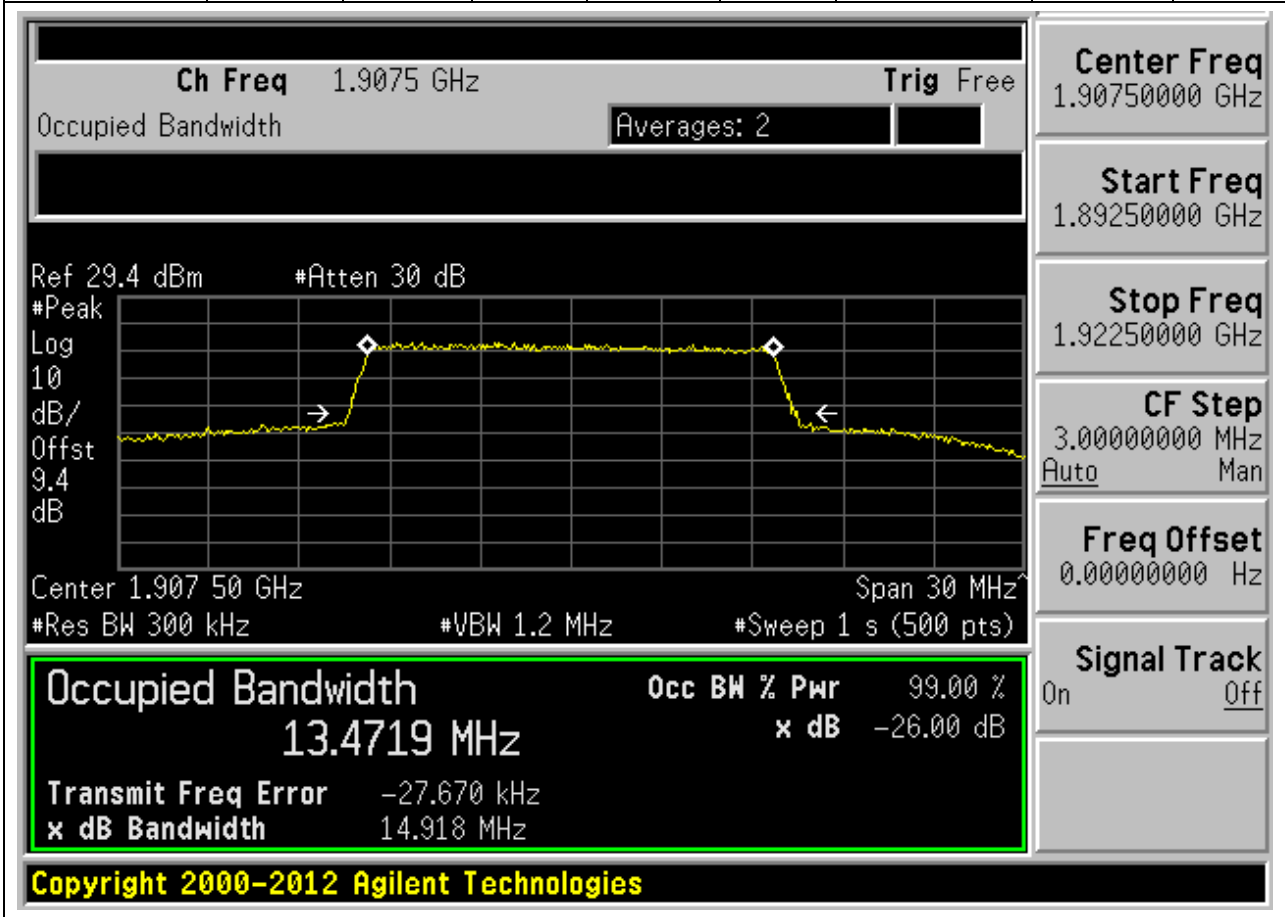 Ch Freq 1.9075 GHz Trig Free
Occupied Bandwidth Averages: 2
Ref 29.4 dBm #Atten 30 dB
#Peak
Log
10
dB/
Offst
9.4
dB
Center 1.907 50 GHz Span 30 MHz^
#Res BW 300 kHz #VBW 1.2 MHz #Sweep 1 s (500 pts)
Occupied Bandwidth Occ BW % Pwr 99.00 %
13.4719 MHz x dB -26.00 dB
Transmit Freq Error -27.670 kHz
x dB Bandwidth 14.918 MHz
Copyright 2000-2012 Agilent Technologies
Center Freq
1.90750000 GHz
Start Freq
1.89250000 GHz
Stop Freq
1.92250000 GHz
CF Step
3.00000000 MHz
Auto Man
Freq Offset
0.00000000 Hz
Signal Track
On Off